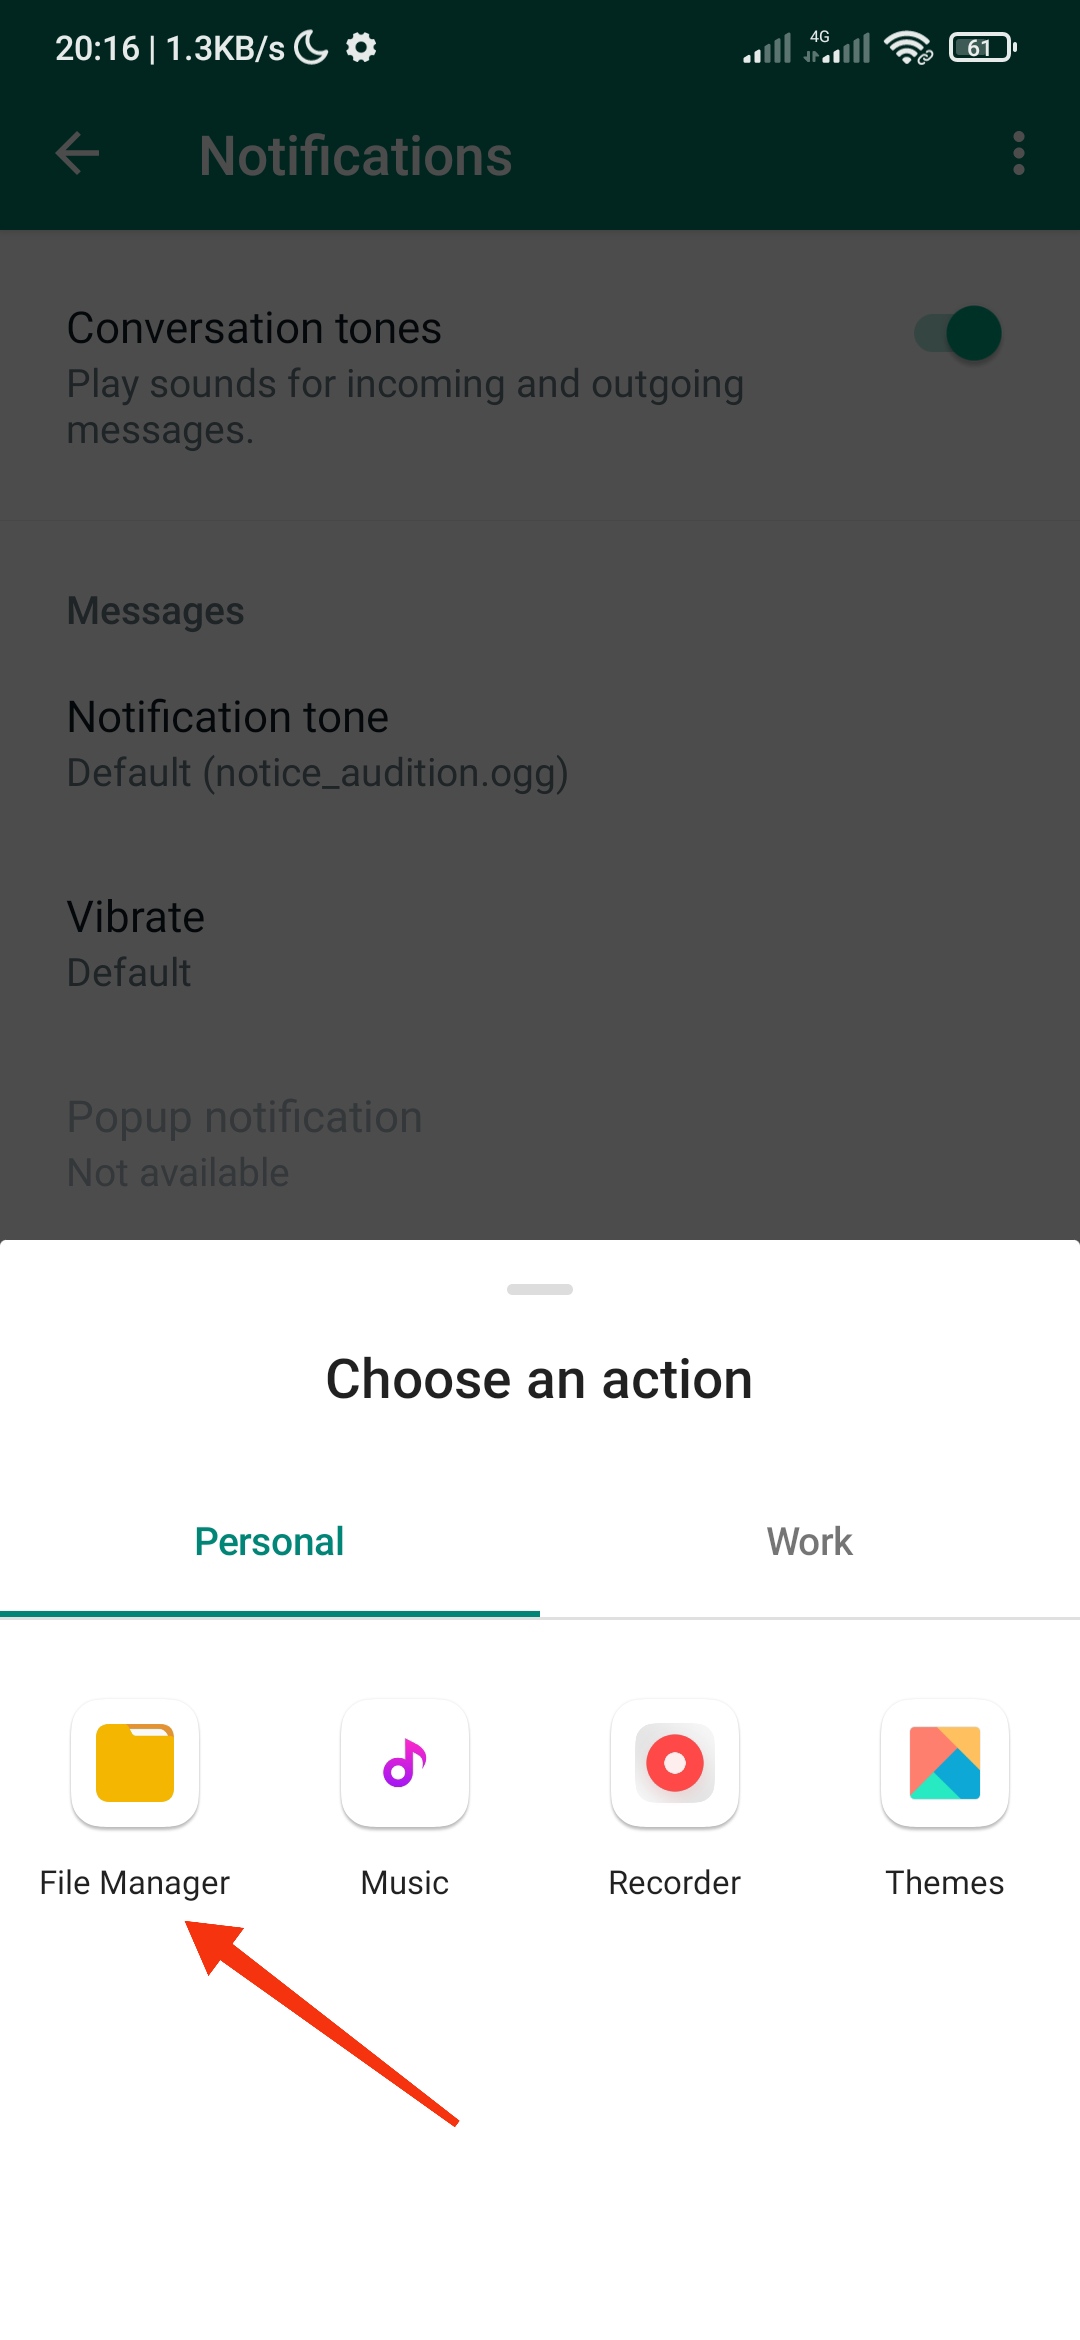 20:16 | 1.3KB/s 4G 61
Notifications
Conversation tones
Play sounds for incoming and outgoing
messages.
Messages
Notification tone
Default (notice_audition.ogg)
Vibrate
Default
Popup notification
Not available
Choose an action
Personal Work
File Manager Music Recorder Themes